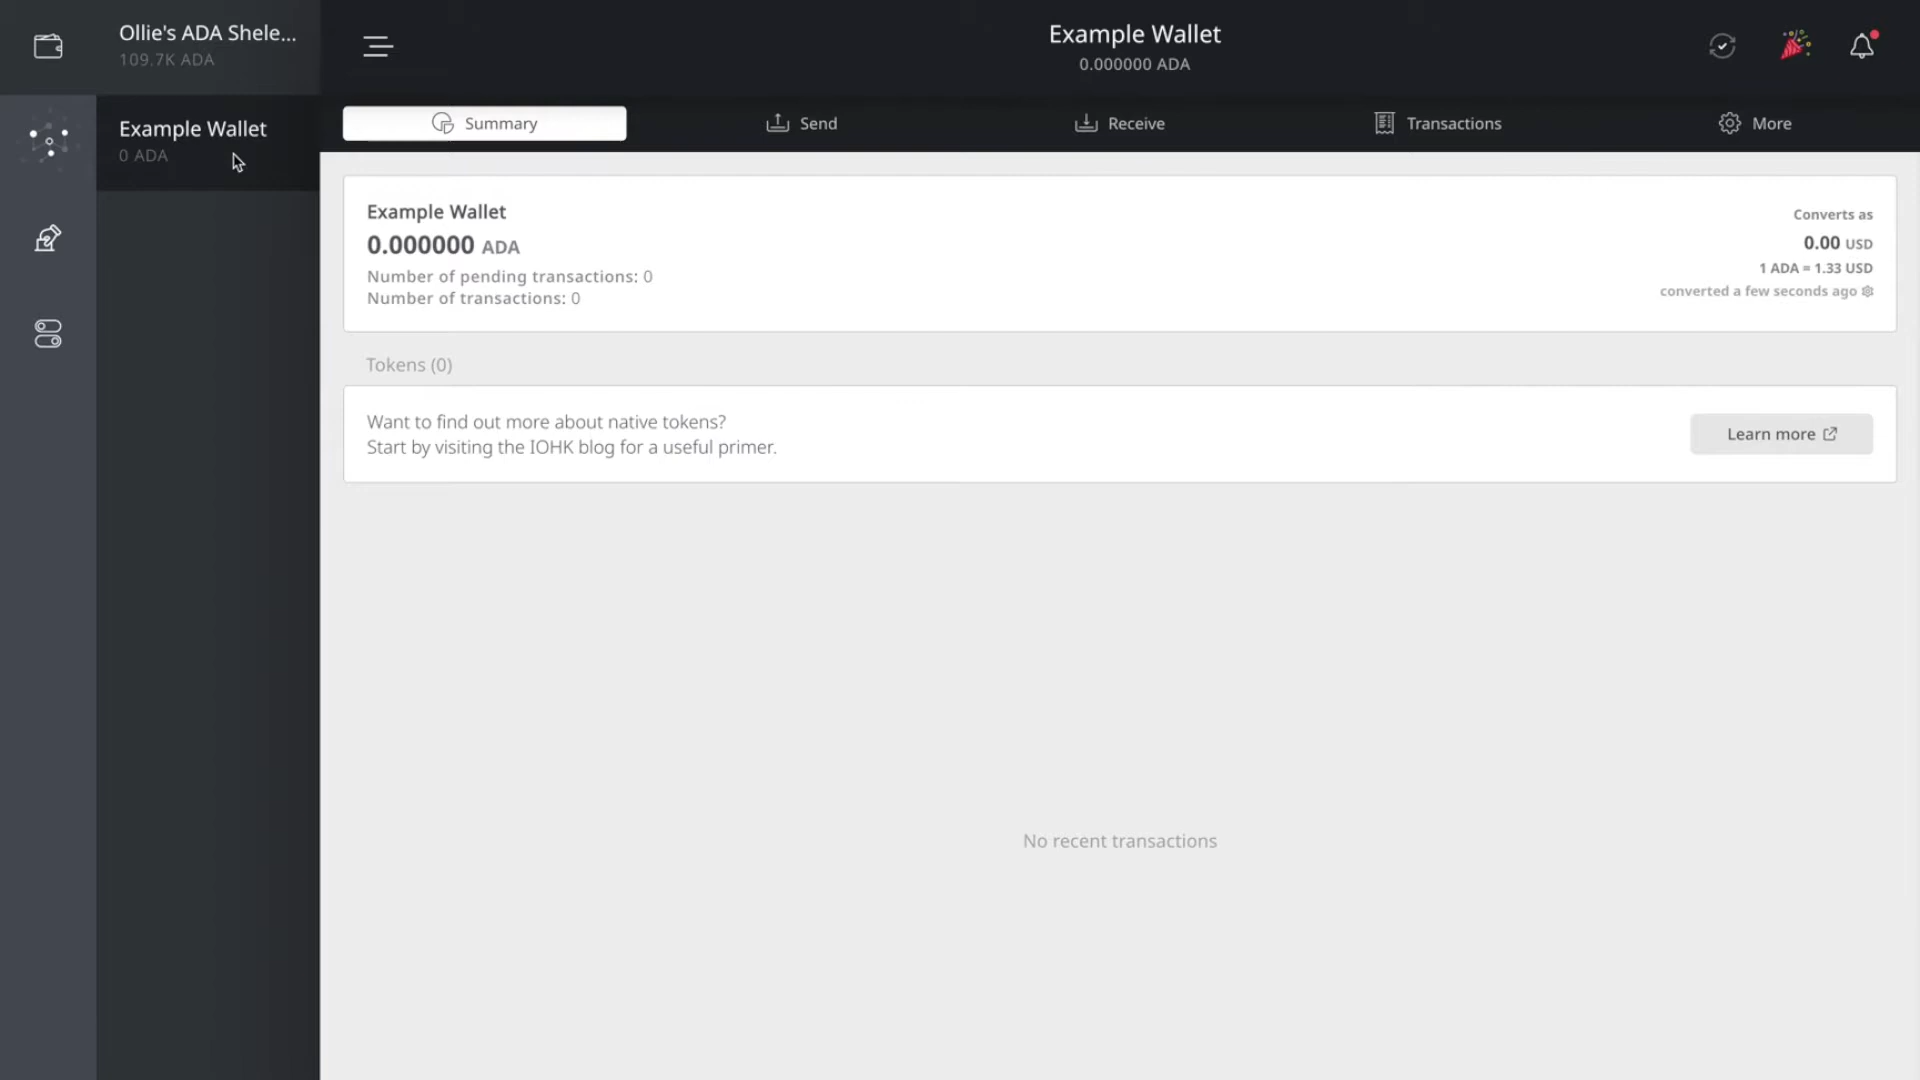 Ollie's ADA Shele...
109.7K ADA
Example Wallet
0 ADA
Example Wallet
0.000000 ADA
Summary
Send
Receive
Transactions
More
Example Wallet
0.000000 ADA
Number of pending transactions: 0
Number of transactions: 0
Converts as
0.00 USD
1 ADA = 1.33 USD
converted a few seconds ago
Tokens (0)
Want to find out more about native tokens?
Start by visiting the IOHK blog for a useful primer.
Learn more
No recent transactions